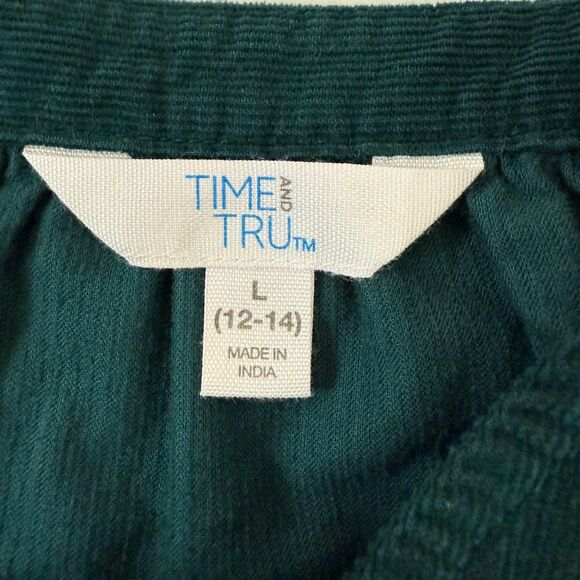 TIME AND
TRU™
L
(12-14)
MADE IN
INDIA